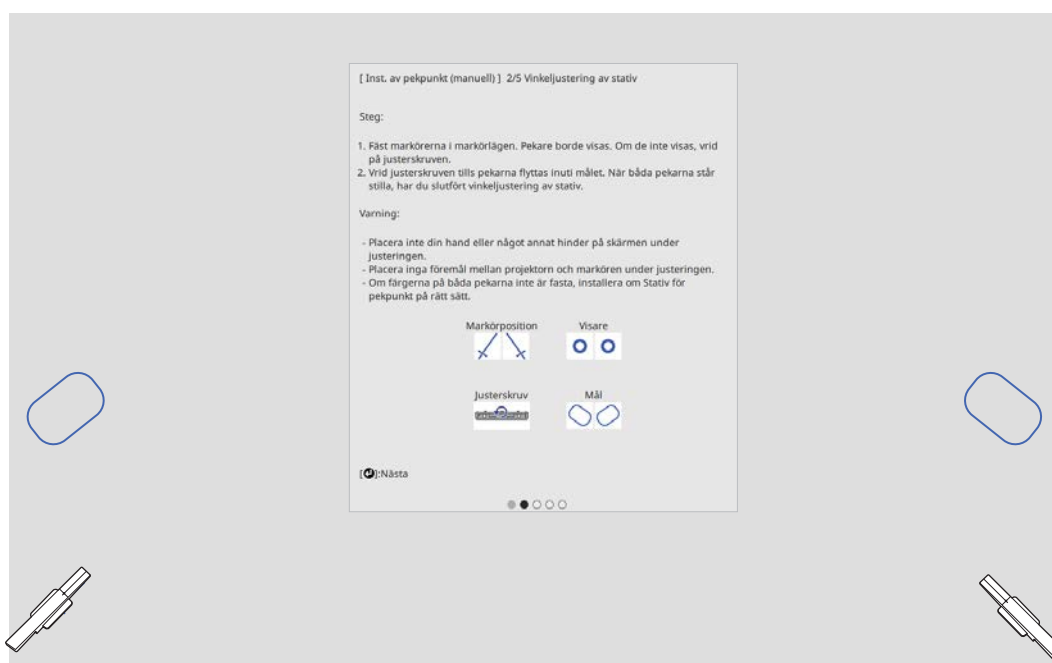 [ Inst. av pekpunkt (manuell) ] 2/5 Vinkeljustering av stativ
Steg:
1. Fäst markörerna i markörlägen. Pekare borde visas. Om de inte visas, vrid
på justerskruven.
2. Vrid justerskruven tills pekarna flyttas inuti målet. När båda pekarna står
stilla, har du slutfört vinkeljustering av stativ.
Varning:
- Placera inte din hand eller något annat hinder på skärmen under
justeringen.
- Placera inga föremål mellan projektorn och markören under justeringen.
- Om färgerna på båda pekarna inte är fasta, installera om Stativ för
pekpunkt på rätt sätt.
Markörposition Visare
Justerskruv Mål
[ ]:Nästa